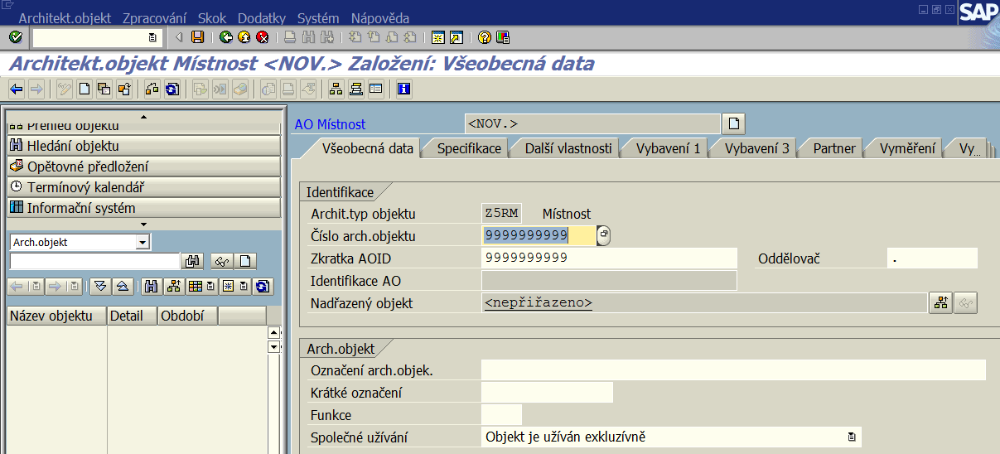 Architekt.objekt Zpracování Skok Dodatky Systém Nápověda
SAP
Architekt.objekt Místnost <NOV.> Založení: Všeobecná data
Přehled objektu
Hledání objektu
Opětovné předložení
Termínový kalendář
Informační systém
Arch.objekt
Název objektu Detail Období
AO Místnost <NOV.>
Všeobecná data Specifikace Další vlastnosti Vybavení 1 Vybavení 3 Partner Vyměření Vy...
Identifikace
Archit.typ objektu Z5RM Místnost
Číslo arch.objektu 9999999999
Zkratka AOID 9999999999 Oddělovač .
Identifikace AO
Nadřazený objekt <nepřiřazeno>
Arch.objekt
Označení arch.objek.
Krátké označení
Funkce
Společné užívání Objekt je užíván exkluzívně